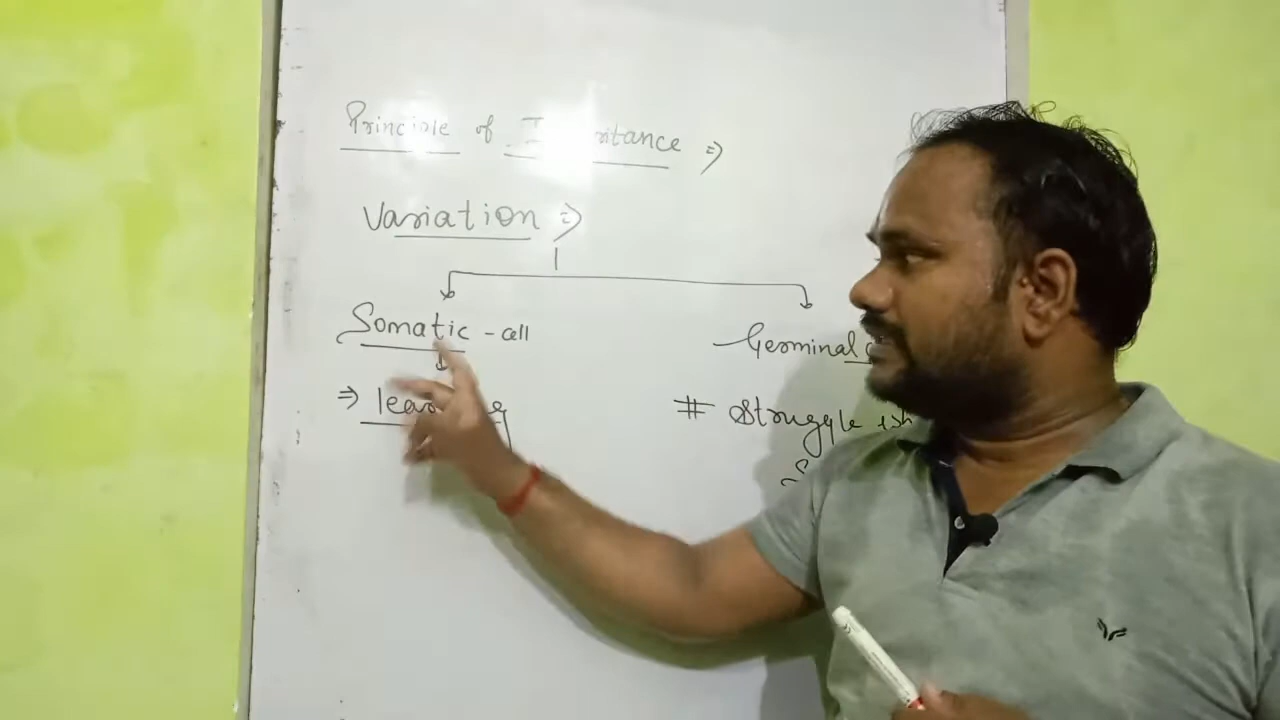 Principle of Inheritance ⇒
Variation ⇒
Somatic - cell
Germinal
⇒ learning
# Struggle